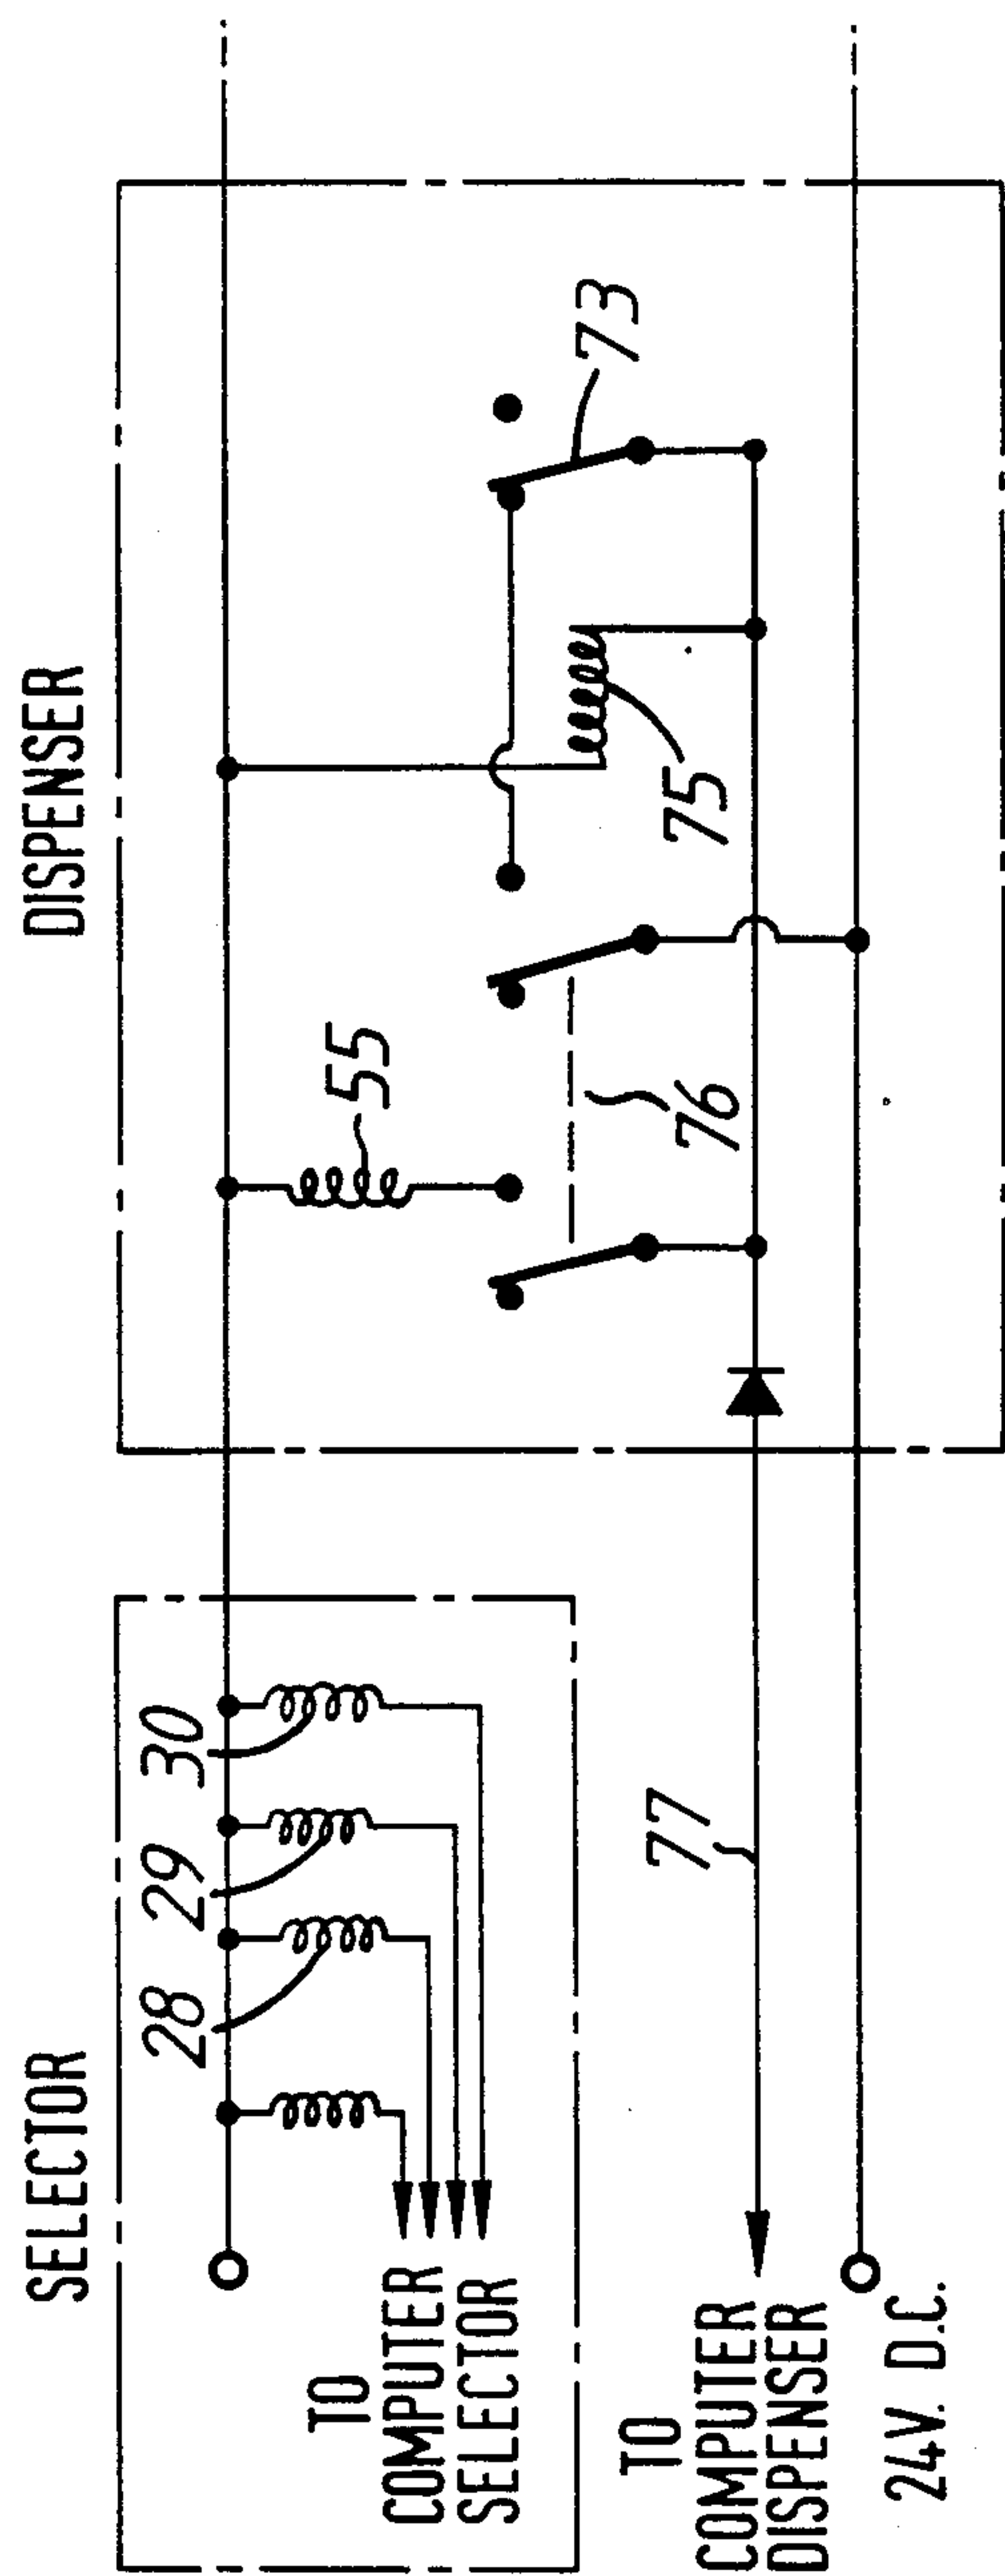 SELECTOR
DISPENSER
28
29
30
55
73
75
76
77
TO
COMPUTER
SELECTOR
TO
COMPUTER
DISPENSER
24V. D.C.